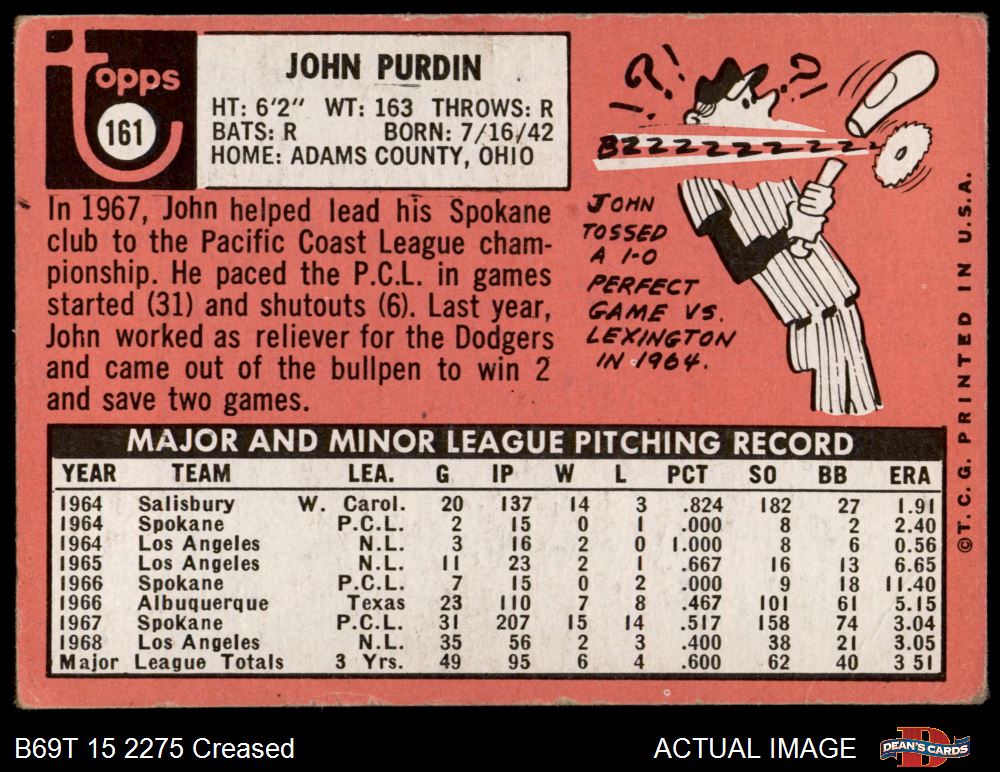 Topps
161
JOHN PURDIN
HT: 6'2" WT: 163 THROWS: R
BATS: R BORN: 7/16/42
HOME: ADAMS COUNTY, OHIO
In 1967, John helped lead his Spokane
club to the Pacific Coast League cham-
pionship. He paced the P.C.L. in games
started (31) and shutouts (6). Last year,
John worked as reliever for the Dodgers
and came out of the bullpen to win 2
and save two games.
?! ?!
BZZZZZZZZZZ
JOHN
TOSSED
A 1-0
PERFECT
GAME VS.
LEXINGTON
IN 1964.
©T.C.G. PRINTED IN U.S.A.
MAJOR AND MINOR LEAGUE PITCHING RECORD
YEAR TEAM LEA. G IP W L PCT SO BB ERA
1964 Salisbury W. Carol. 20 137 14 3 .824 182 27 1.91
1964 Spokane P.C.L. 2 15 0 1 .000 8 2 2.40
1964 Los Angeles N.L. 3 16 2 0 1.000 8 6 0.56
1965 Los Angeles N.L. 11 23 2 1 .667 16 13 6.65
1966 Spokane P.C.L. 7 15 0 2 .000 9 18 11.40
1966 Albuquerque Texas 23 110 7 8 .467 101 61 5.15
1967 Spokane P.C.L. 31 207 15 14 .517 158 74 3.04
1968 Los Angeles N.L. 35 56 2 3 .400 38 21 3.05
Major League Totals 3 Yrs. 49 95 6 4 .600 62 40 3 51
B69T 15 2275 Creased
ACTUAL IMAGE
DEAN'S CARDS